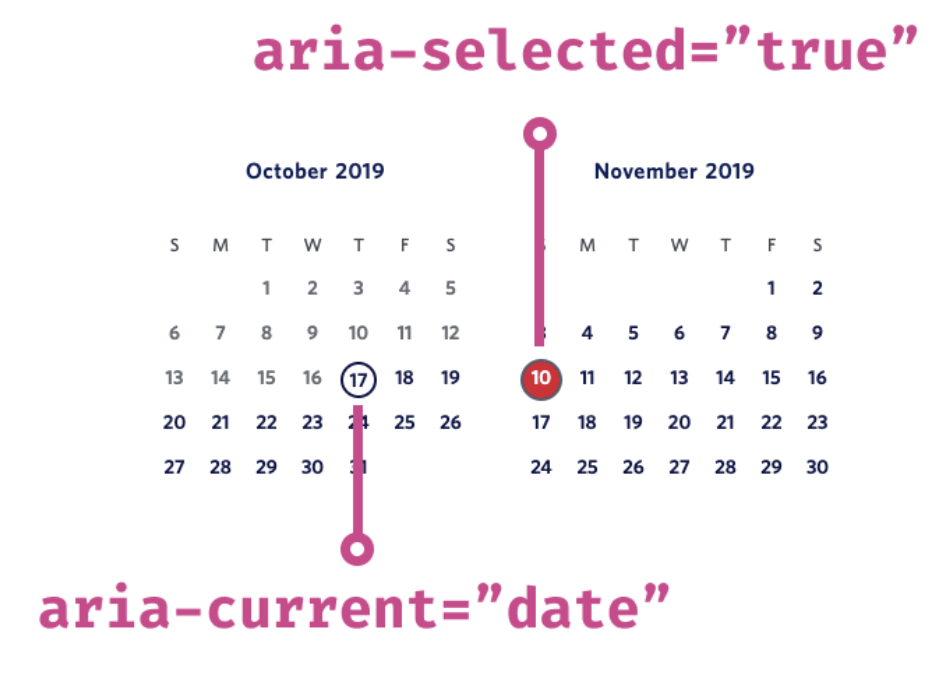 aria-selected=”true”
October 2019
S M T W T F S
1 2 3 4 5
6 7 8 9 10 11 12
13 14 15 16 17 18 19
20 21 22 23 24 25 26
27 28 29 30 31
November 2019
M T W T F S
1 2
4 5 6 7 8 9
10 11 12 13 14 15 16
17 18 19 20 21 22 23
24 25 26 27 28 29 30
aria-current=”date”